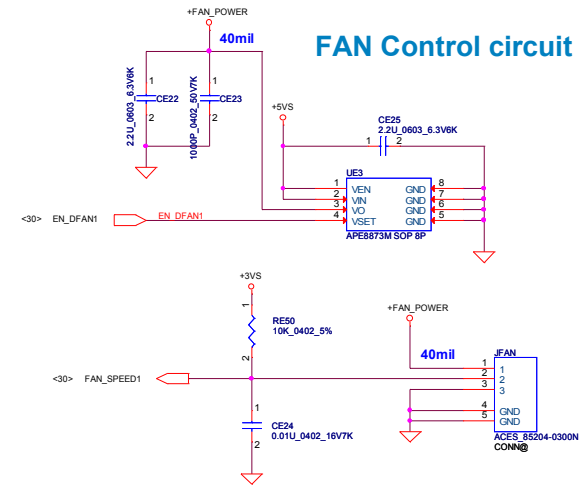 +FAN_POWER
40mil
FAN Control circuit
1
CE22
2
2.2U_0603_6.3V6K
1
CE23
2
1000P_0402_50V7K
+5VS
CE25
2.2U_0603_6.3V6K
1 2
UE3
1 VEN GND 8
2 VIN GND 7
3 VO GND 6
4 VSET GND 5
APE8873M SOP 8P
<30> EN_DFAN1 EN_DFAN1
+3VS
1
RE50
10K_0402_5%
2
+FAN_POWER
40mil
JFAN
1 1
2 2
3 3
4 GND
5 GND
ACES_85204-0300N
CONN@
<30> FAN_SPEED1
1
CE24
0.01U_0402_16V7K
2